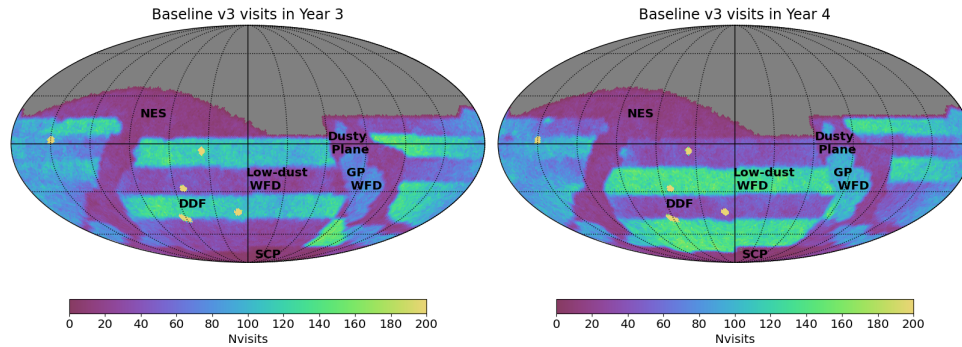 Baseline v3 visits in Year 3
NES
Dusty
Plane
Low-dust
WFD
GP
WFD
DDF
SCP
0 20 40 60 80 100 120 140 160 180 200
Nvisits
Baseline v3 visits in Year 4
NES
Dusty
Plane
Low-dust
WFD
GP
WFD
DDF
SCP
0 20 40 60 80 100 120 140 160 180 200
Nvisits